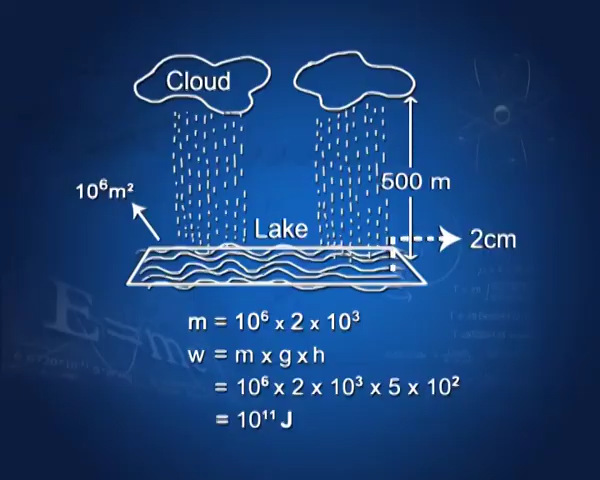 Cloud
500 m
10⁶m²
Lake
2cm
m = 10⁶ x 2 x 10³
w = m x g x h
= 10⁶ x 2 x 10³ x 5 x 10²
= 10¹¹ J
E=m